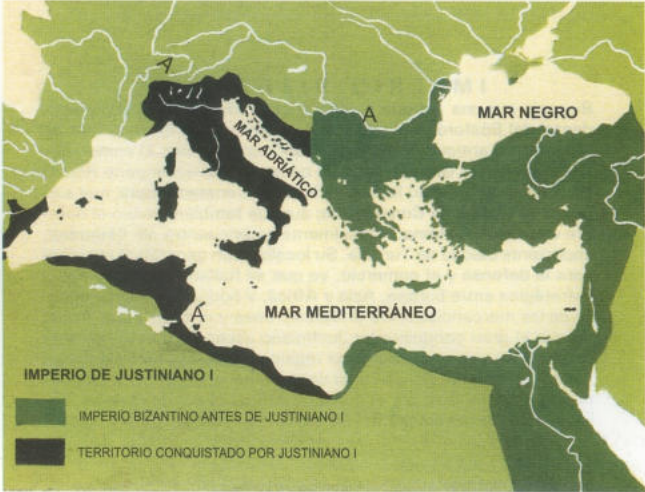 A
A
MAR NEGRO
MAR ADRIÁTICO
A
MAR MEDITERRÁNEO
IMPERIO DE JUSTINIANO I
IMPERIO BIZANTINO ANTES DE JUSTINIANO I
TERRITORIO CONQUISTADO POR JUSTINIANO I